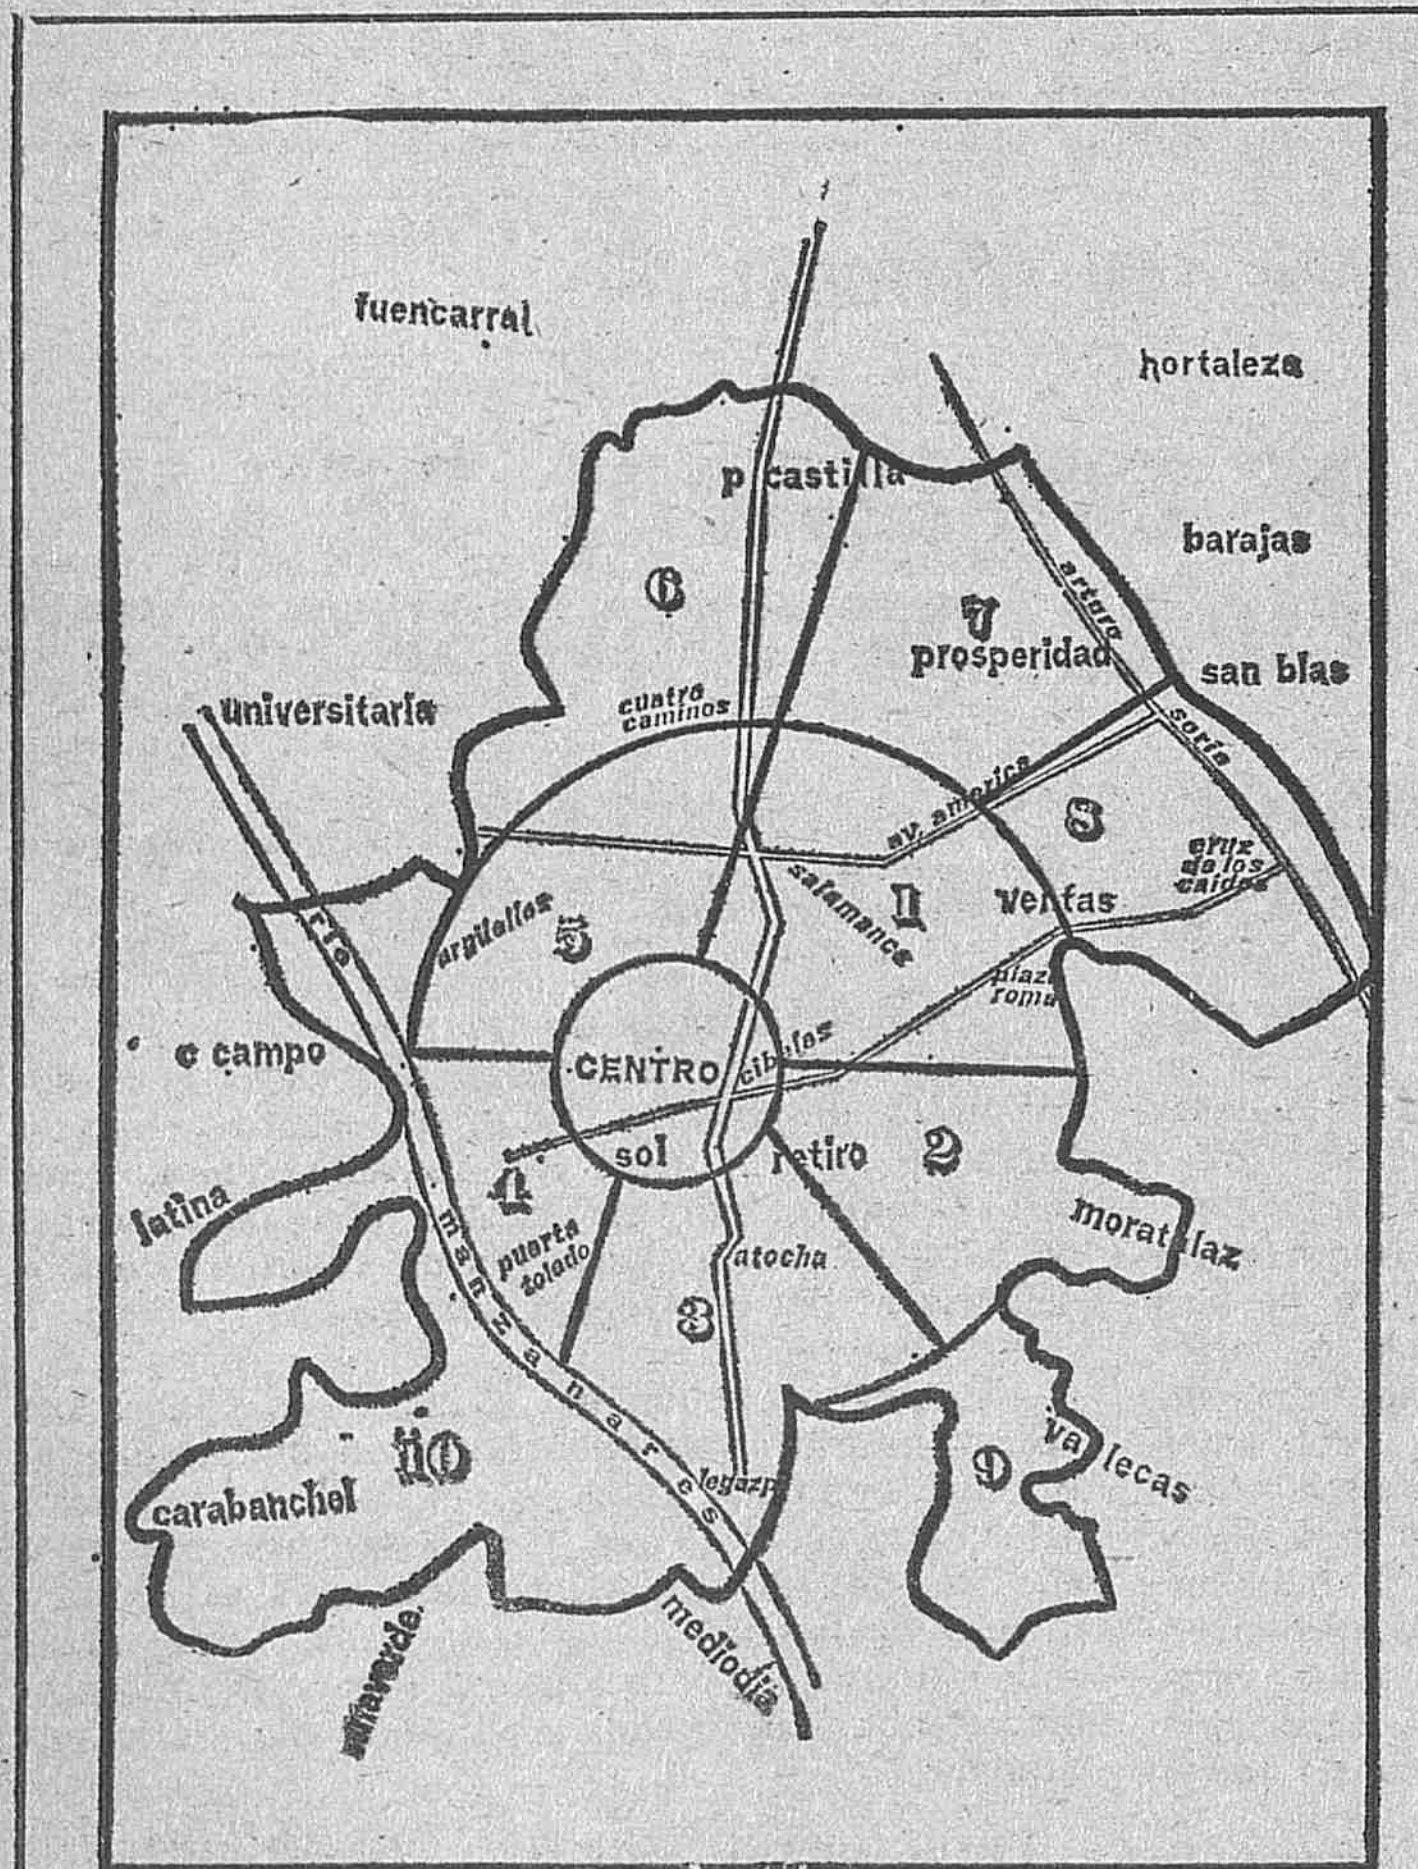 fuencarral
hortaleza
p castilla
barajas
arturo
6
7
prosperidad
san blas
universitaria
cuatro
caminos
soria
av. america
8
cruz
de los
caidos
salamanca
1
ventas
argüelles
5
rio
plaza
roma
c campo
CENTRO
cibeles
sol
retiro
2
4
latina
manzanares
puerta
toledo
atocha
moratalaz
3
vallecas
9
10
carabanchel
legazpi
villaverde
mediodia